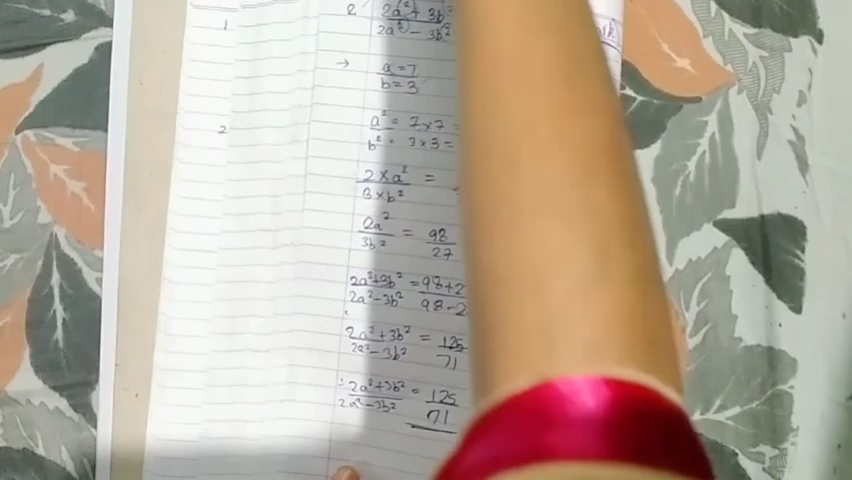 1
2 2a² + 3b²
2a² - 3b²
→ a = 7
b = 3
2
a² = 7 × 7
b² = 3 × 3 =
2 × a² =
3 × b²
2a² = 98
3b² 27
2a²+3b² = 98+2
2a²-3b² 98-2
2a² + 3b² = 125
2a² - 3b² 71
∴ 2a²+3b² = 125
2a²-3b² 71